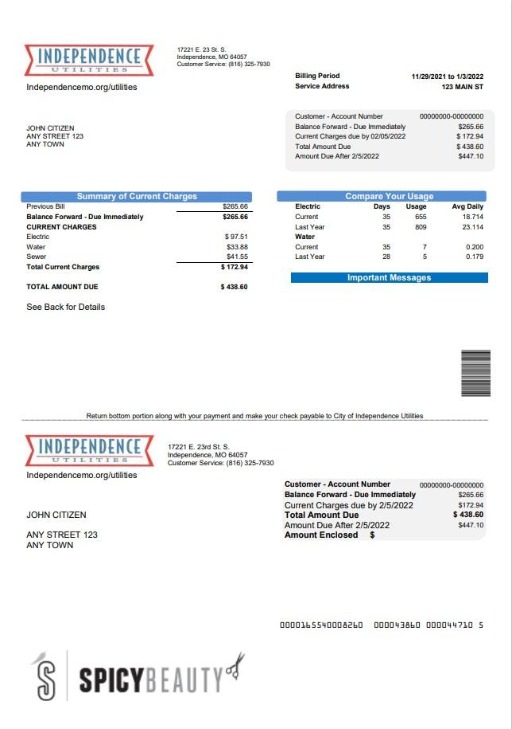 INDEPENDENCE
UTILITIES
Independencemo.org/utilities
17221 E. 23 St. S.
Independence, MO 64057
Customer Service: (816) 325-7930
Billing Period 11/29/2021 to 1/3/2022
Service Address 123 MAIN ST
JOHN CITIZEN
ANY STREET 123
ANY TOWN
Customer - Account Number 00000000-00000000
Balance Forward - Due Immediately $265.66
Current Charges due by 02/05/2022 $ 172.94
Total Amount Due $ 438.60
Amount Due After 2/5/2022 $447.10
Summary of Current Charges
Previous Bill $265.66
Balance Forward - Due Immediately $265.66
CURRENT CHARGES
Electric $ 97.51
Water $33.88
Sewer $41.55
Total Current Charges $ 172.94
TOTAL AMOUNT DUE $ 438.60
See Back for Details
Compare Your Usage
Electric Days Usage Avg Daily
Current 35 655 18.714
Last Year 35 809 23.114
Water
Current 35 7 0.200
Last Year 28 5 0.179
Important Messages
Return bottom portion along with your payment and make your check payable to City of Independence Utilities
INDEPENDENCE
UTILITIES
Independencemo.org/utilities
17221 E. 23rd St. S.
Independence, MO 64057
Customer Service: (816) 325-7930
JOHN CITIZEN
ANY STREET 123
ANY TOWN
Customer - Account Number 00000000-00000000
Balance Forward - Due Immediately $265.66
Current Charges due by 2/5/2022 $172.94
Total Amount Due $ 438.60
Amount Due After 2/5/2022 $447.10
Amount Enclosed $
0000165540008260 000043860 000044710 5
S SPICYBEAUTY